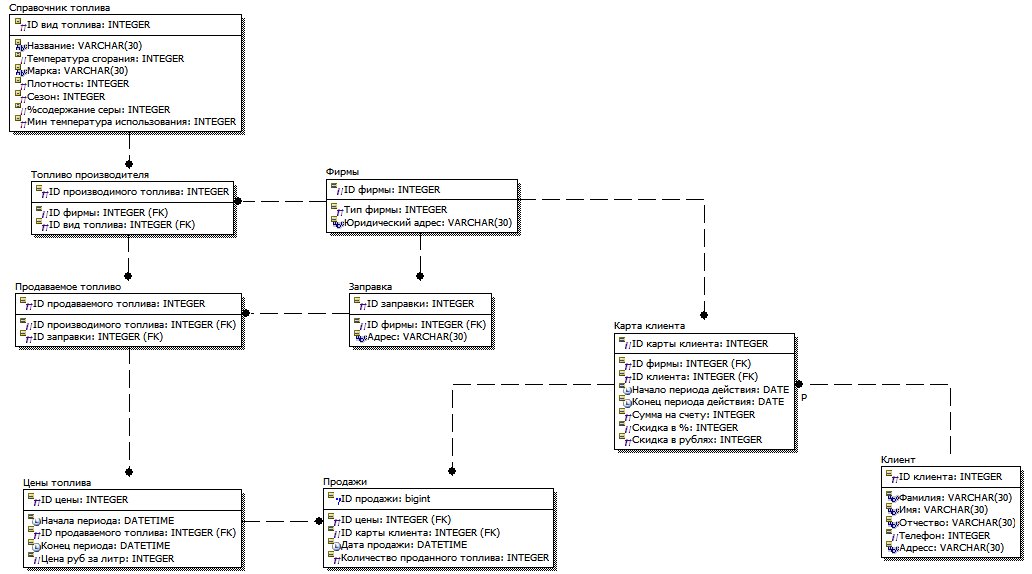 Справочник топлива
ID вид топлива: INTEGER
Название: VARCHAR(30)
Температура сгорания: INTEGER
Марка: VARCHAR(30)
Плотность: INTEGER
Сезон: INTEGER
%содержание серы: INTEGER
Мин температура использования: INTEGER
Топливо производителя
ID производимого топлива: INTEGER
ID фирмы: INTEGER (FK)
ID вид топлива: INTEGER (FK)
Фирмы
ID фирмы: INTEGER
Тип фирмы: INTEGER
Юридический адрес: VARCHAR(30)
Продаваемое топливо
ID продаваемого топлива: INTEGER
ID производимого топлива: INTEGER (FK)
ID заправки: INTEGER (FK)
Заправка
ID заправки: INTEGER
ID фирмы: INTEGER (FK)
Адрес: VARCHAR(30)
Карта клиента
ID карты клиента: INTEGER
ID фирмы: INTEGER (FK)
ID клиента: INTEGER (FK)
Начало периода действия: DATE
Конец периода действия: DATE
Сумма на счету: INTEGER
Скидка в %: INTEGER
Скидка в рублях: INTEGER
P
Клиент
ID клиента: INTEGER
Фамилия: VARCHAR(30)
Имя: VARCHAR(30)
Отчество: VARCHAR(30)
Телефон: INTEGER
Адресс: VARCHAR(30)
Цены топлива
ID цены: INTEGER
Начала периода: DATETIME
ID продаваемого топлива: INTEGER (FK)
Конец периода: DATETIME
Цена руб за литр: INTEGER
Продажи
ID продажи: bigint
ID цены: INTEGER (FK)
ID карты клиента: INTEGER (FK)
Дата продажи: DATETIME
Количество проданного топлива: INTEGER